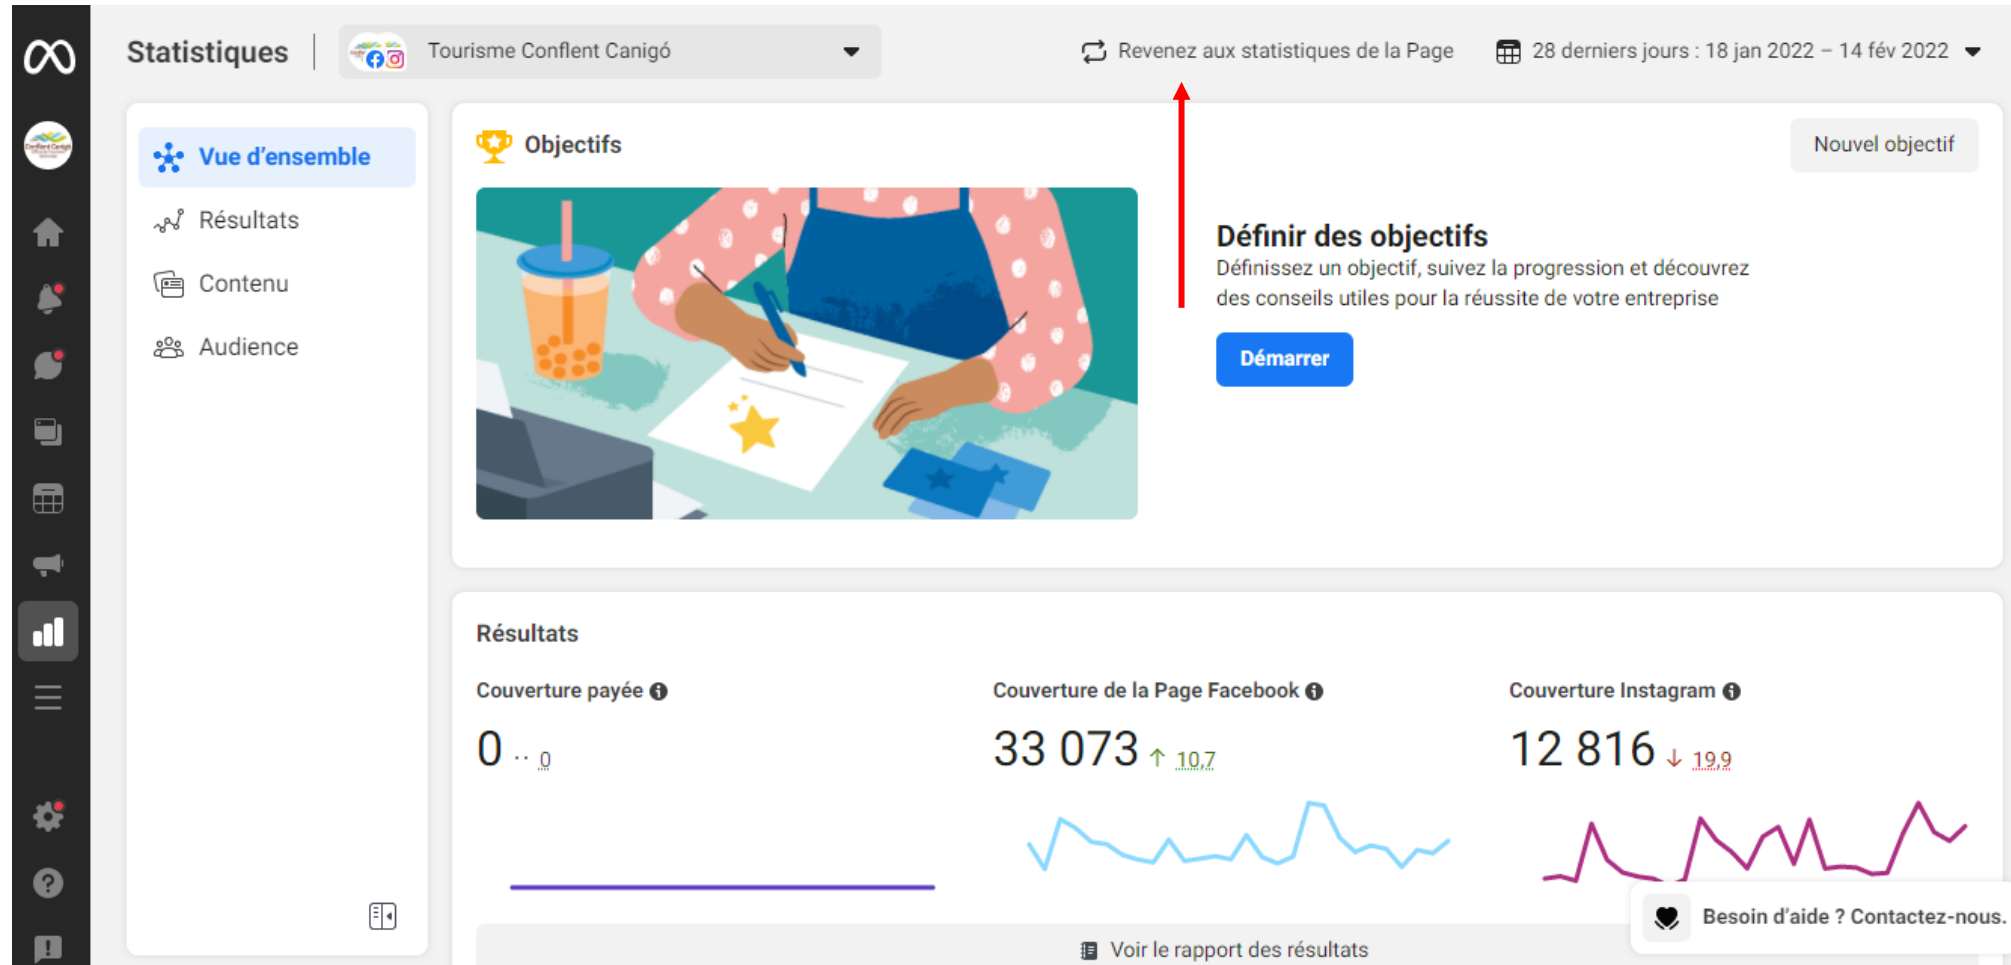 Statistiques
Tourisme Conflent Canigó
Revenez aux statistiques de la Page
28 derniers jours : 18 jan 2022 – 14 fév 2022
Vue d'ensemble
Résultats
Contenu
Audience
Objectifs
Nouvel objectif
Définir des objectifs
Définissez un objectif, suivez la progression et découvrez
des conseils utiles pour la réussite de votre entreprise
Démarrer
Résultats
Couverture payée
0 ·· 0
Couverture de la Page Facebook
33 073 ↑ 10,7
Couverture Instagram
12 816 ↓ 19,9
Besoin d'aide ? Contactez-nous.
Voir le rapport des résultats